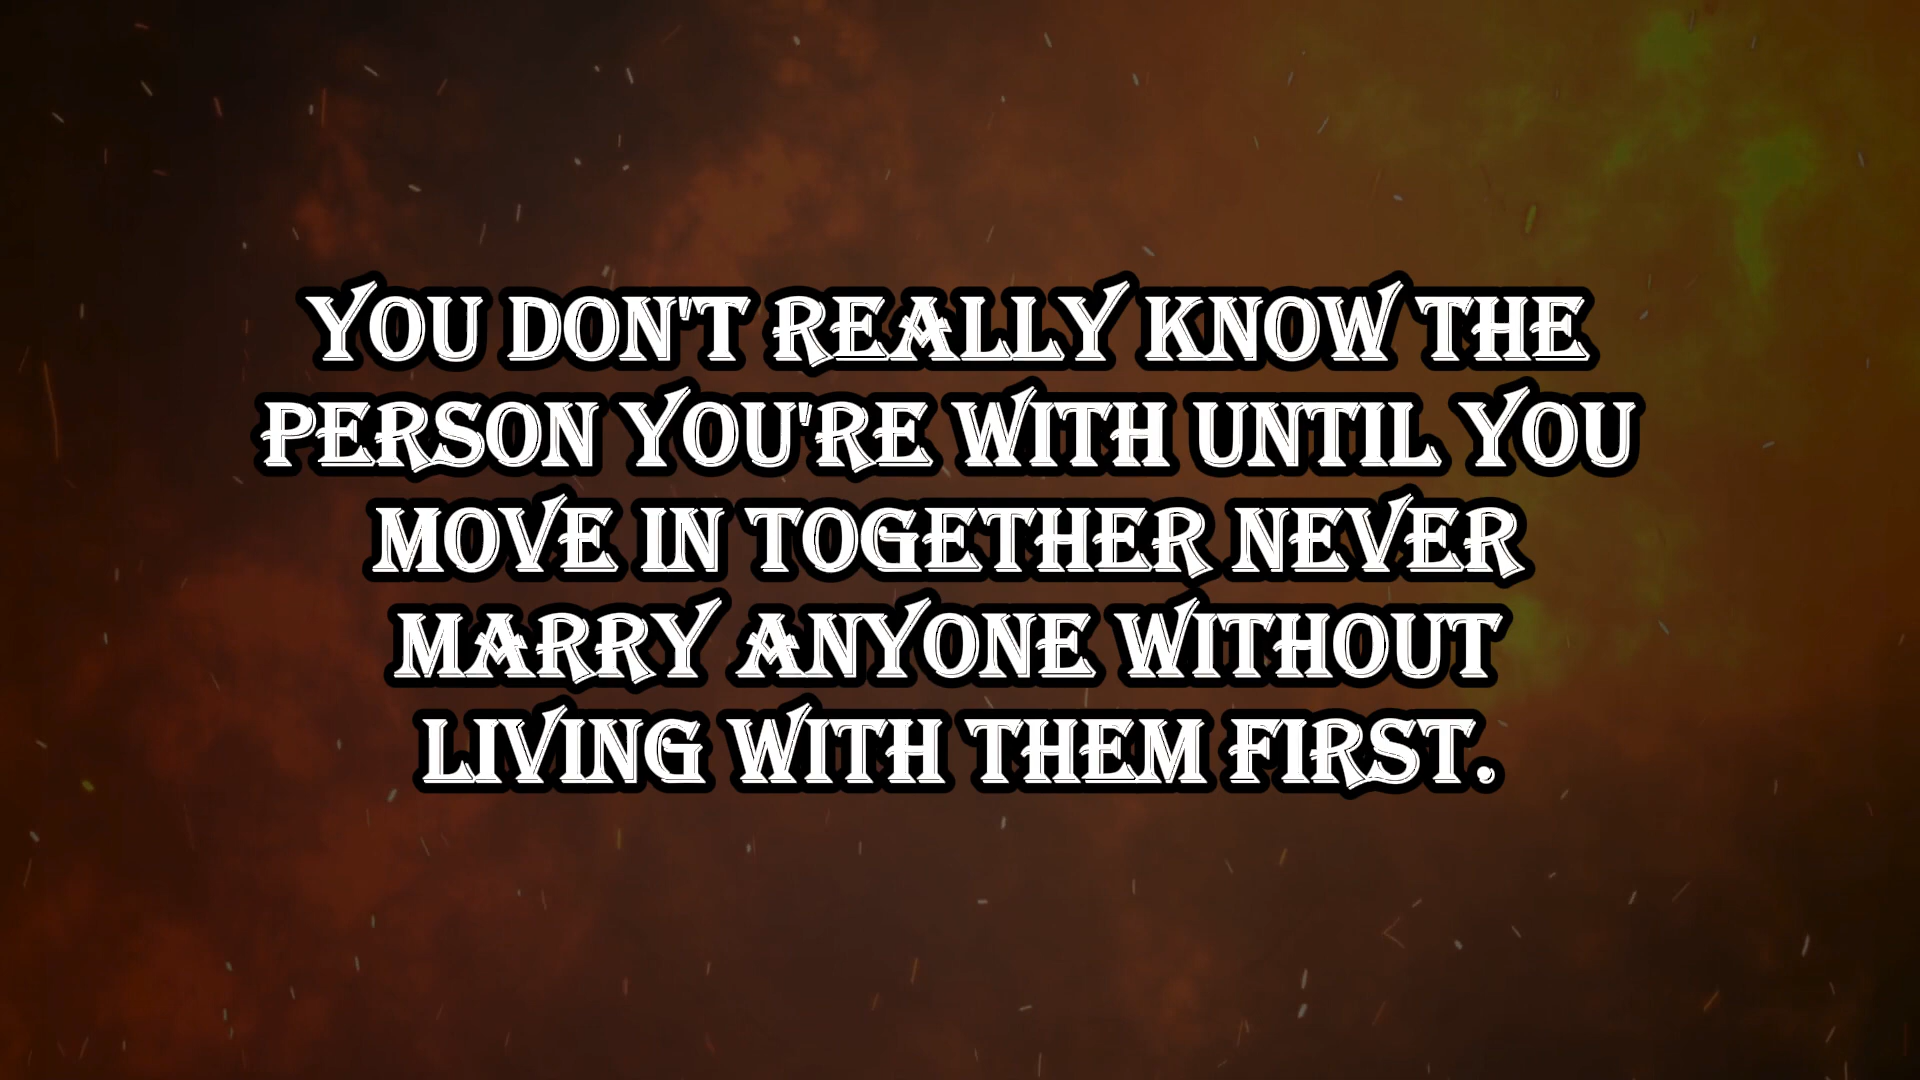 YOU DON'T REALLY KNOW THE
PERSON YOU'RE WITH UNTIL YOU
MOVE IN TOGETHER NEVER
MARRY ANYONE WITHOUT
LIVING WITH THEM FIRST.